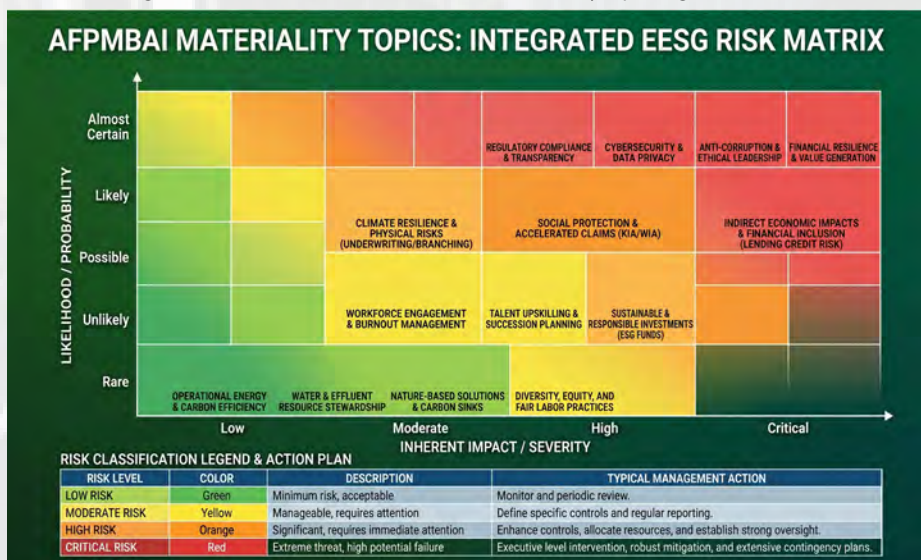 AFPMBAI MATERIALITY TOPICS: INTEGRATED EESG RISK MATRIX
LIKELIHOOD / PROBABILITY
Almost
Certain
Likely
Possible
Unlikely
Rare
REGULATORY COMPLIANCE
& TRANSPARENCY
CYBERSECURITY &
DATA PRIVACY
ANTI-CORRUPTION &
ETHICAL LEADERSHIP
FINANCIAL RESILIENCE
& VALUE GENERATION
CLIMATE RESILIENCE &
PHYSICAL RISKS
(UNDERWRITING/BRANCHING)
SOCIAL PROTECTION &
ACCELERATED CLAIMS (KIA/WIA)
INDIRECT ECONOMIC IMPACTS
& FINANCIAL INCLUSION
(LENDING CREDIT RISK)
WORKFORCE ENGAGEMENT
& BURNOUT MANAGEMENT
TALENT UPSKILLING &
SUCCESSION PLANNING
SUSTAINABLE &
RESPONSIBLE INVESTMENTS
(ESG FUNDS)
OPERATIONAL ENERGY
& CARBON EFFICIENCY
WATER & EFFLUENT
RESOURCE STEWARDSHIP
NATURE-BASED SOLUTIONS
& CARBON SINKS
DIVERSITY, EQUITY, AND
FAIR LABOR PRACTICES
Low Moderate High Critical
INHERENT IMPACT / SEVERITY
RISK CLASSIFICATION LEGEND & ACTION PLAN
RISK LEVEL COLOR DESCRIPTION TYPICAL MANAGEMENT ACTION
LOW RISK Green Minimum risk, acceptable Monitor and periodic review.
MODERATE RISK Yellow Manageable, requires attention Define specific controls and regular reporting.
HIGH RISK Orange Significant, requires immediate attention Enhance controls, allocate resources, and establish strong oversight.
CRITICAL RISK Red Extreme threat, high potential failure Executive level intervention, robust mitigation, and extensive contingency plans.